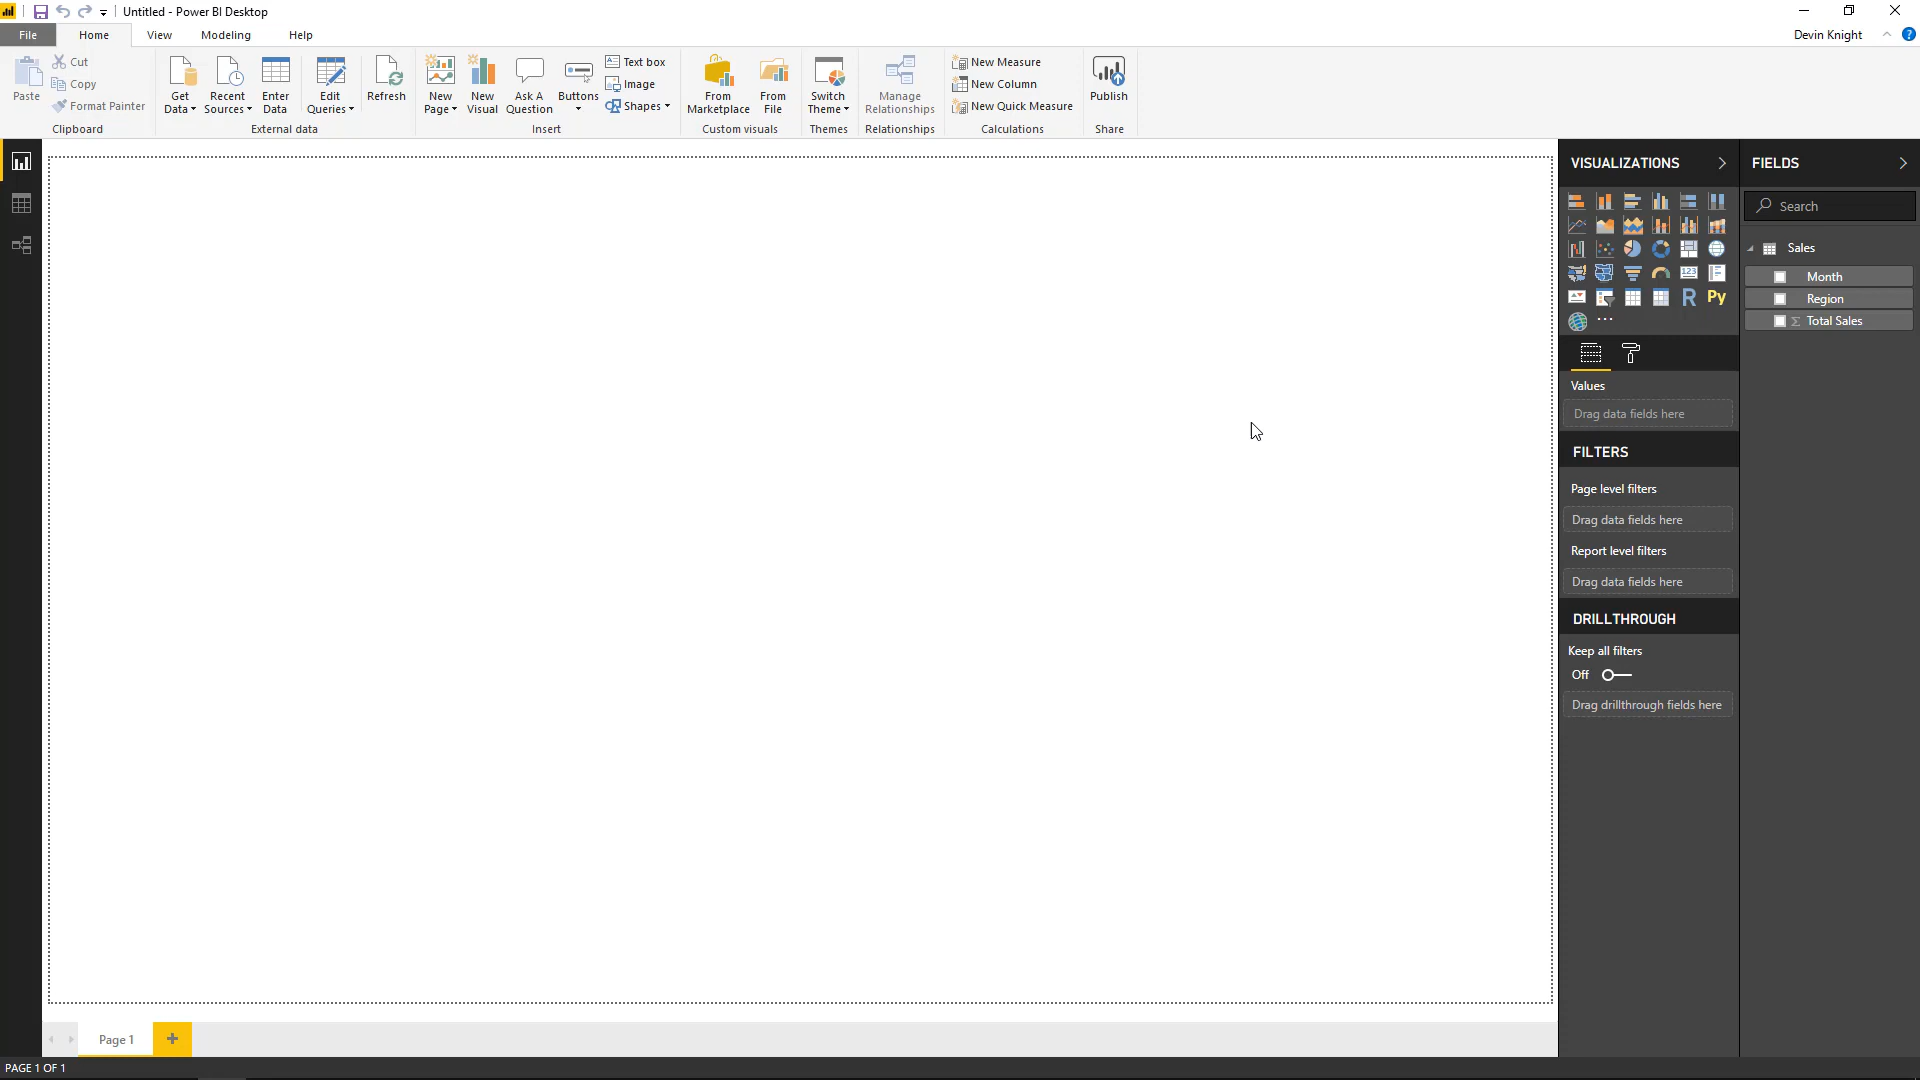 Untitled - Power BI Desktop
File Home View Modeling Help Devin Knight ?
Paste
Cut
Copy
Format Painter
Clipboard
Get Data
Recent Sources
Enter Data
Edit Queries
Refresh
External data
New Page
New Visual
Ask A Question
Buttons
Text box
Image
Shapes
Insert
From Marketplace
From File
Custom visuals
Switch Theme
Themes
Manage Relationships
Relationships
New Measure
New Column
New Quick Measure
Calculations
Publish
Share
VISUALIZATIONS
123
R Py
...
Values
Drag data fields here
FILTERS
Page level filters
Drag data fields here
Report level filters
Drag data fields here
DRILLTHROUGH
Keep all filters
Off
Drag drillthrough fields here
FIELDS
Search
Sales
Month
Region
Σ Total Sales
Page 1 +
PAGE 1 OF 1